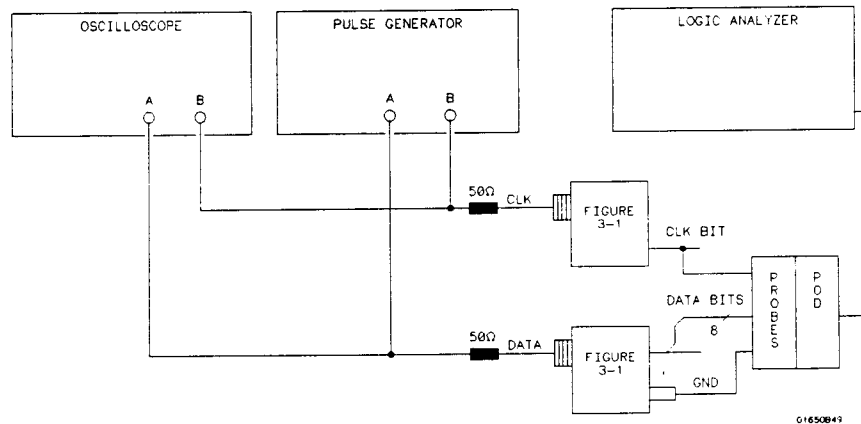 OSCILLOSCOPE
PULSE GENERATOR
LOGIC ANALYZER
A B
A B
50Ω
CLK
FIGURE
3-1
CLK BIT
DATA BITS
8
PROBES
POD
50Ω
DATA
FIGURE
3-1
GND
01650B49